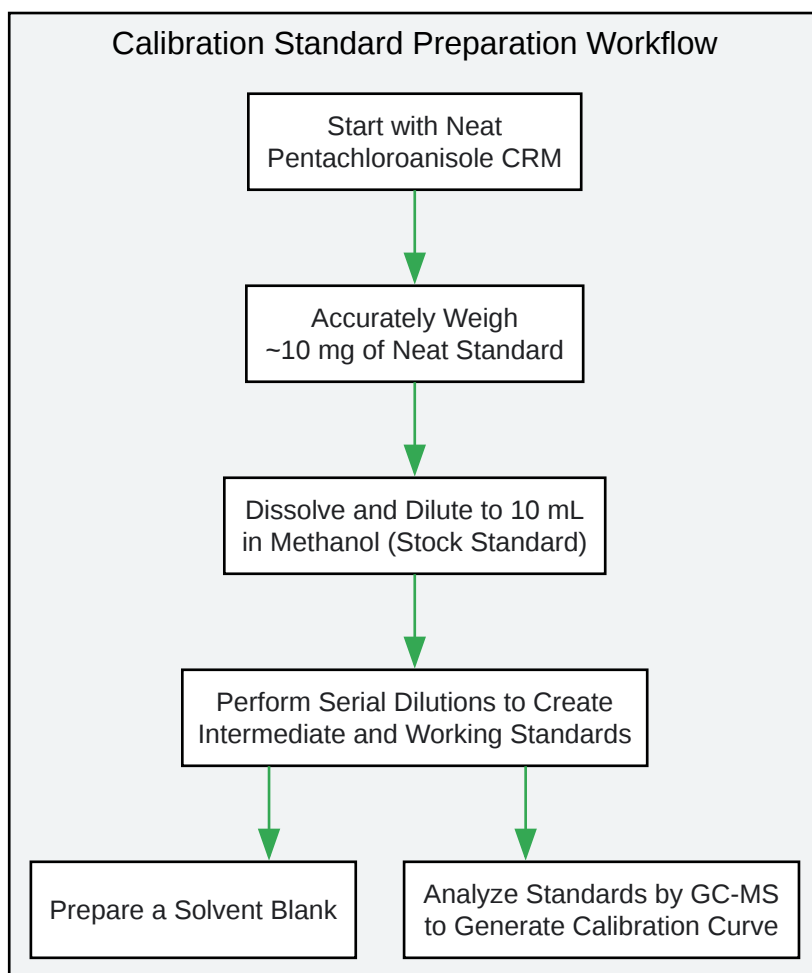 Calibration Standard Preparation Workflow
Start with Neat
Pentachloroanisole CRM
Accurately Weigh
~10 mg of Neat Standard
Dissolve and Dilute to 10 mL
in Methanol (Stock Standard)
Perform Serial Dilutions to Create
Intermediate and Working Standards
Prepare a Solvent Blank
Analyze Standards by GC-MS
to Generate Calibration Curve